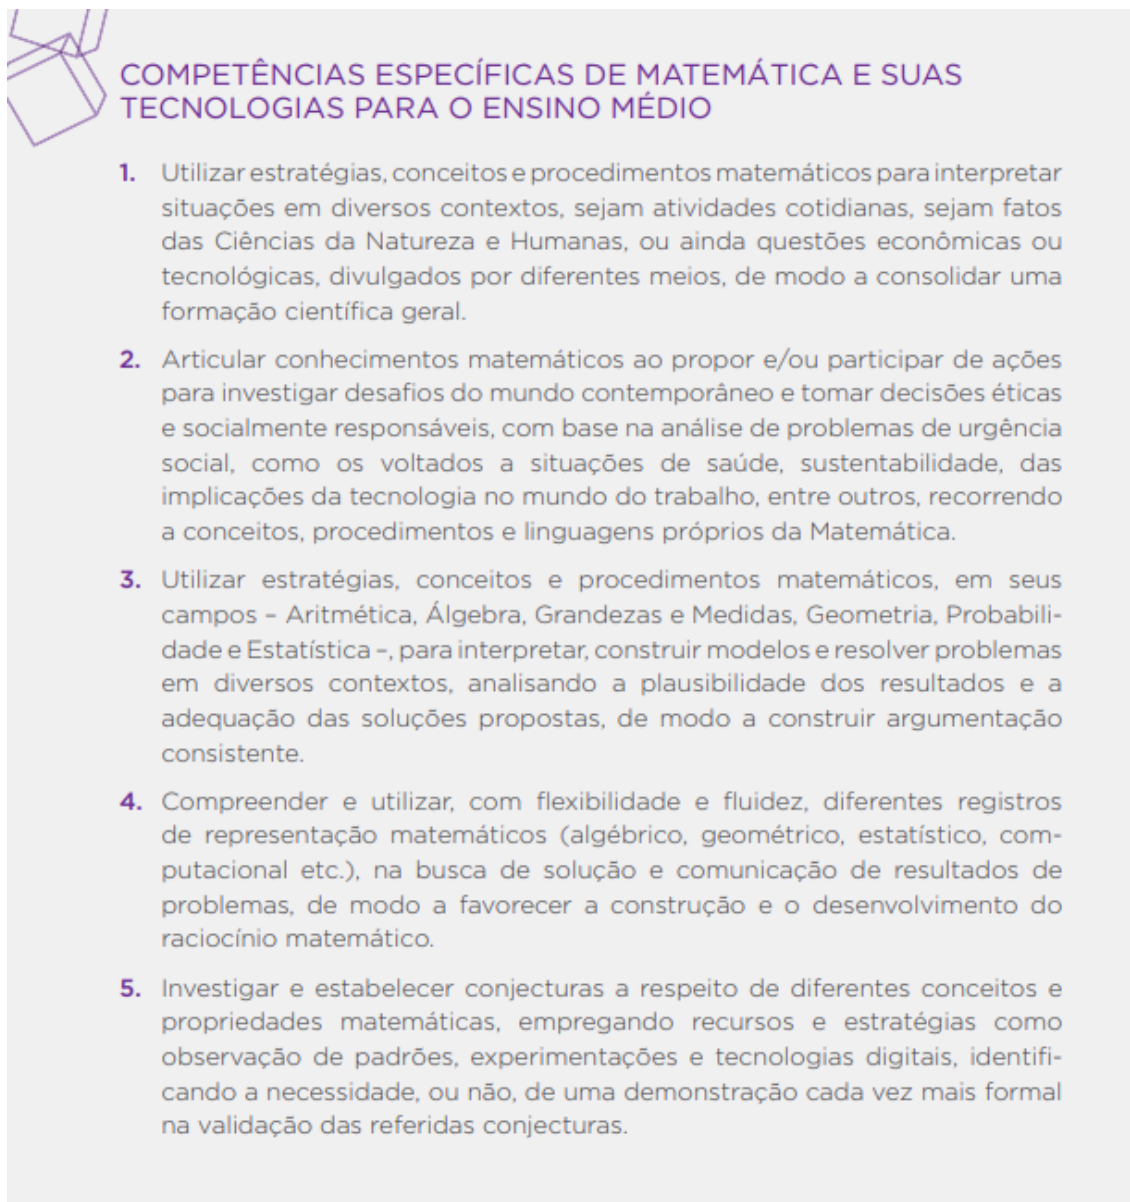 COMPETÊNCIAS ESPECÍFICAS DE MATEMÁTICA E SUAS
TECNOLOGIAS PARA O ENSINO MÉDIO
1. Utilizar estratégias, conceitos e procedimentos matemáticos para interpretar
situações em diversos contextos, sejam atividades cotidianas, sejam fatos
das Ciências da Natureza e Humanas, ou ainda questões econômicas ou
tecnológicas, divulgados por diferentes meios, de modo a consolidar uma
formação científica geral.
2. Articular conhecimentos matemáticos ao propor e/ou participar de ações
para investigar desafios do mundo contemporâneo e tomar decisões éticas
e socialmente responsáveis, com base na análise de problemas de urgência
social, como os voltados a situações de saúde, sustentabilidade, das
implicações da tecnologia no mundo do trabalho, entre outros, recorrendo
a conceitos, procedimentos e linguagens próprios da Matemática.
3. Utilizar estratégias, conceitos e procedimentos matemáticos, em seus
campos – Aritmética, Álgebra, Grandezas e Medidas, Geometria, Probabili-
dade e Estatística –, para interpretar, construir modelos e resolver problemas
em diversos contextos, analisando a plausibilidade dos resultados e a
adequação das soluções propostas, de modo a construir argumentação
consistente.
4. Compreender e utilizar, com flexibilidade e fluidez, diferentes registros
de representação matemáticos (algébrico, geométrico, estatístico, com-
putacional etc.), na busca de solução e comunicação de resultados de
problemas, de modo a favorecer a construção e o desenvolvimento do
raciocínio matemático.
5. Investigar e estabelecer conjecturas a respeito de diferentes conceitos e
propriedades matemáticas, empregando recursos e estratégias como
observação de padrões, experimentações e tecnologias digitais, identifi-
cando a necessidade, ou não, de uma demonstração cada vez mais formal
na validação das referidas conjecturas.